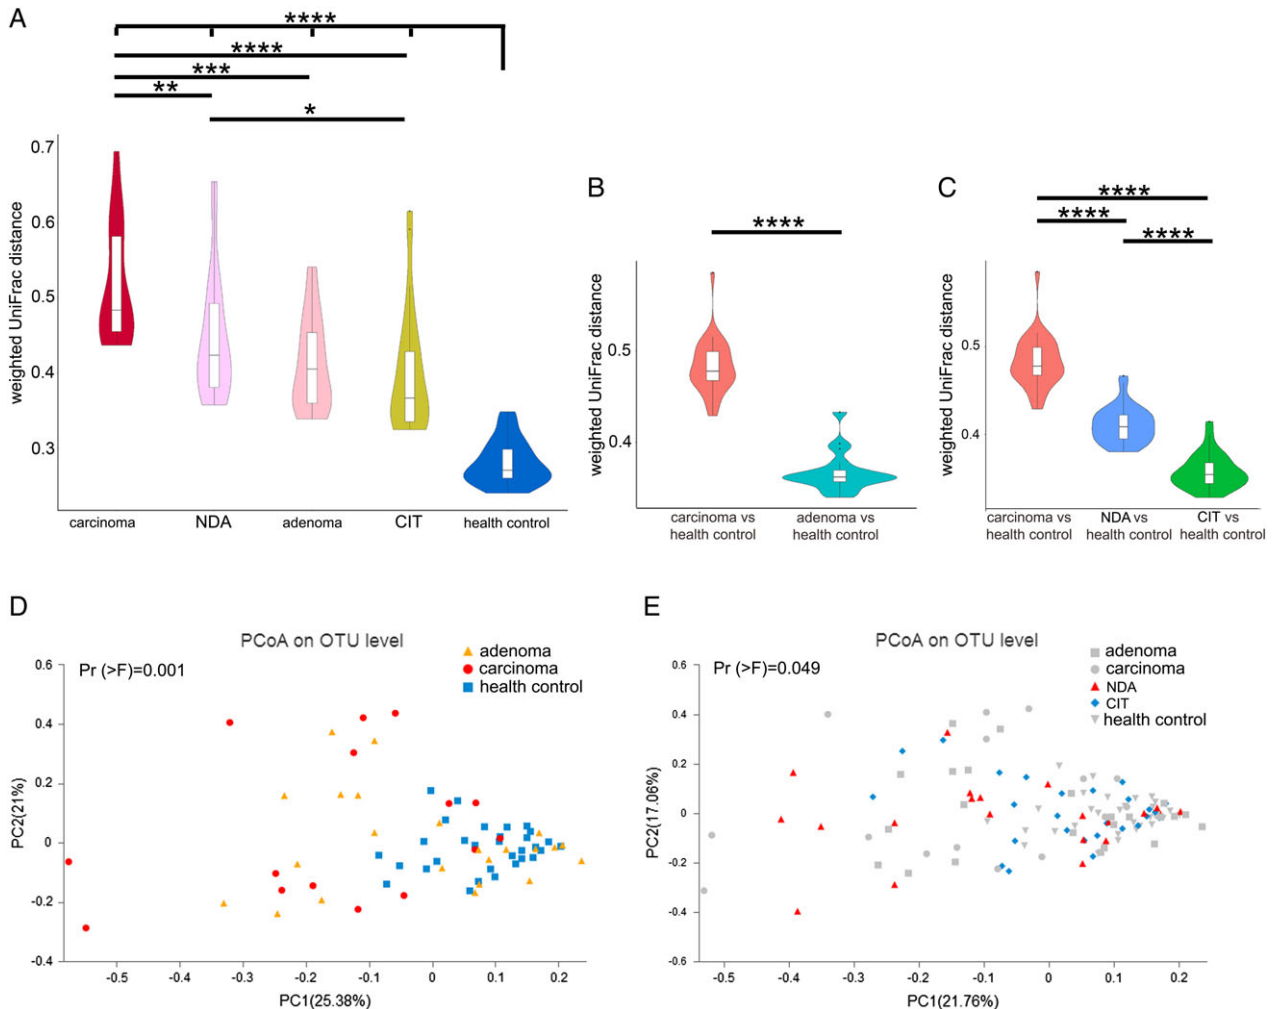 A
****
****
***
**
*
weighted UniFrac distance
0.7
0.6
0.5
0.4
0.3
carcinoma
NDA
adenoma
CIT
health control
B
****
weighted UniFrac distance
0.5
0.4
carcinoma vs
health control
adenoma vs
health control
C
****
****
****
weighted UniFrac distance
0.5
0.4
carcinoma vs
health control
NDA vs
health control
CIT vs
health control
D
PCoA on OTU level
Pr (>F)=0.001
adenoma
carcinoma
health control
PC2(21%)
0.6
0.4
0.2
0
-0.2
-0.4
-0.5
-0.4
-0.3
-0.2
-0.1
0
0.1
0.2
PC1(25.38%)
E
PCoA on OTU level
Pr (>F)=0.049
adenoma
carcinoma
NDA
CIT
health control
PC2(17.06%)
0.6
0.4
0.2
0
-0.2
-0.4
-0.6
-0.5
-0.4
-0.3
-0.2
-0.1
0
0.1
0.2
PC1(21.76%)